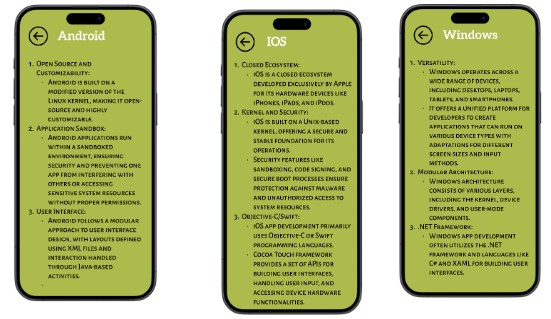 Android
1. Open Source and
Customizability:
· Android is built on a
modified version of the
Linux kernel, making it open-
source and highly
customizable.
2. Application Sandbox:
· Android applications run
within a sandboxed
environment, ensuring
security and preventing one
app from interfering with
others or accessing
sensitive system resources
without proper permissions.
3. User Interface:
· Android follows a modular
approach to user interface
design, with layouts defined
using XML files and
interaction handled
through Java-based
activities.
·
IOS
1. Closed Ecosystem:
· iOS is a closed ecosystem
developed exclusively by Apple
for its hardware devices like
iPhones, iPads, and iPods.
2. Kernel and Security:
· iOS is built on a Unix-based
kernel, offering a secure and
stable foundation for its
operations.
· Security features like
sandboxing, code signing, and
secure boot processes ensure
protection against malware
and unauthorized access to
system resources.
3. Objective-C/Swift:
· iOS app development primarily
uses Objective-C or Swift
programming languages.
· Cocoa Touch framework
provides a set of APIs for
building user interfaces,
handling user input, and
accessing device hardware
functionalities.
Windows
1. Versatility:
· Windows operates across a
wide range of devices,
including desktops, laptops,
tablets, and smartphones.
· It offers a unified platform for
developers to create
applications that can run on
various device types with
adaptations for different
screen sizes and input
methods.
2. Modular Architecture:
· Windows architecture
consists of various layers,
including the kernel, device
drivers, and user-mode
components.
3. .NET Framework:
· Windows app development
often utilizes the .NET
framework and languages like
C# and XAML for building user
interfaces.